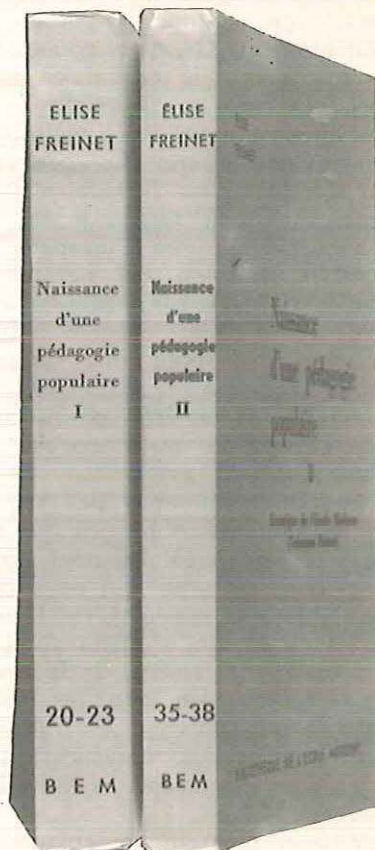 ELISE
FREINET
Naissance
d'une
pédagogie
populaire
I
20-23
B E M
ÉLISE
FREINET
Naissance
d'une
pédagogie
populaire
II
35-38
BEM
Naissance
d'une pédagogie
populaire
II